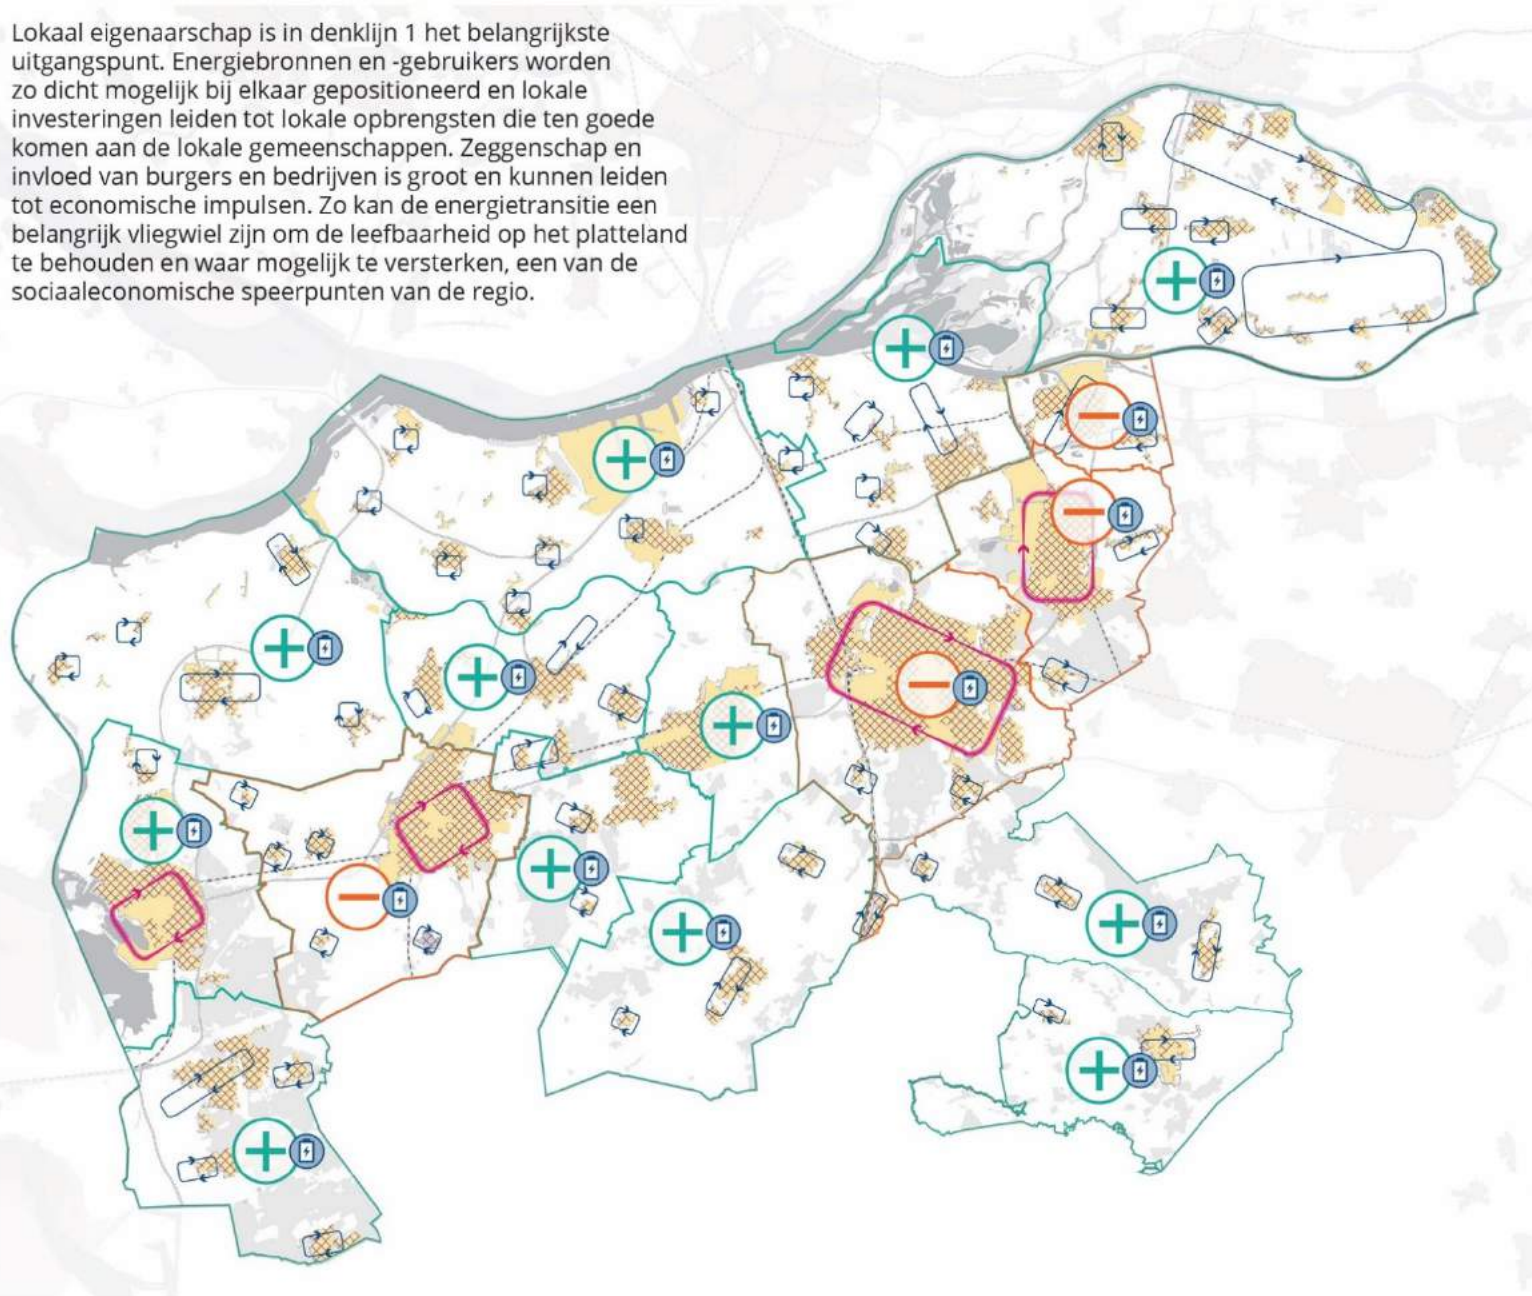 Lokaal eigenaarschap is in denklijn 1 het belangrijkste
uitgangspunt. Energiebronnen en -gebruikers worden
zo dicht mogelijk bij elkaar gepositioneerd en lokale
investeringen leiden tot lokale opbrengsten die ten goede
komen aan de lokale gemeenschappen. Zeggenschap en
invloed van burgers en bedrijven is groot en kunnen leiden
tot economische impulsen. Zo kan de energietransitie een
belangrijk vliegwiel zijn om de leefbaarheid op het platteland
te behouden en waar mogelijk te versterken, een van de
sociaaleconomische speerpunten van de regio.